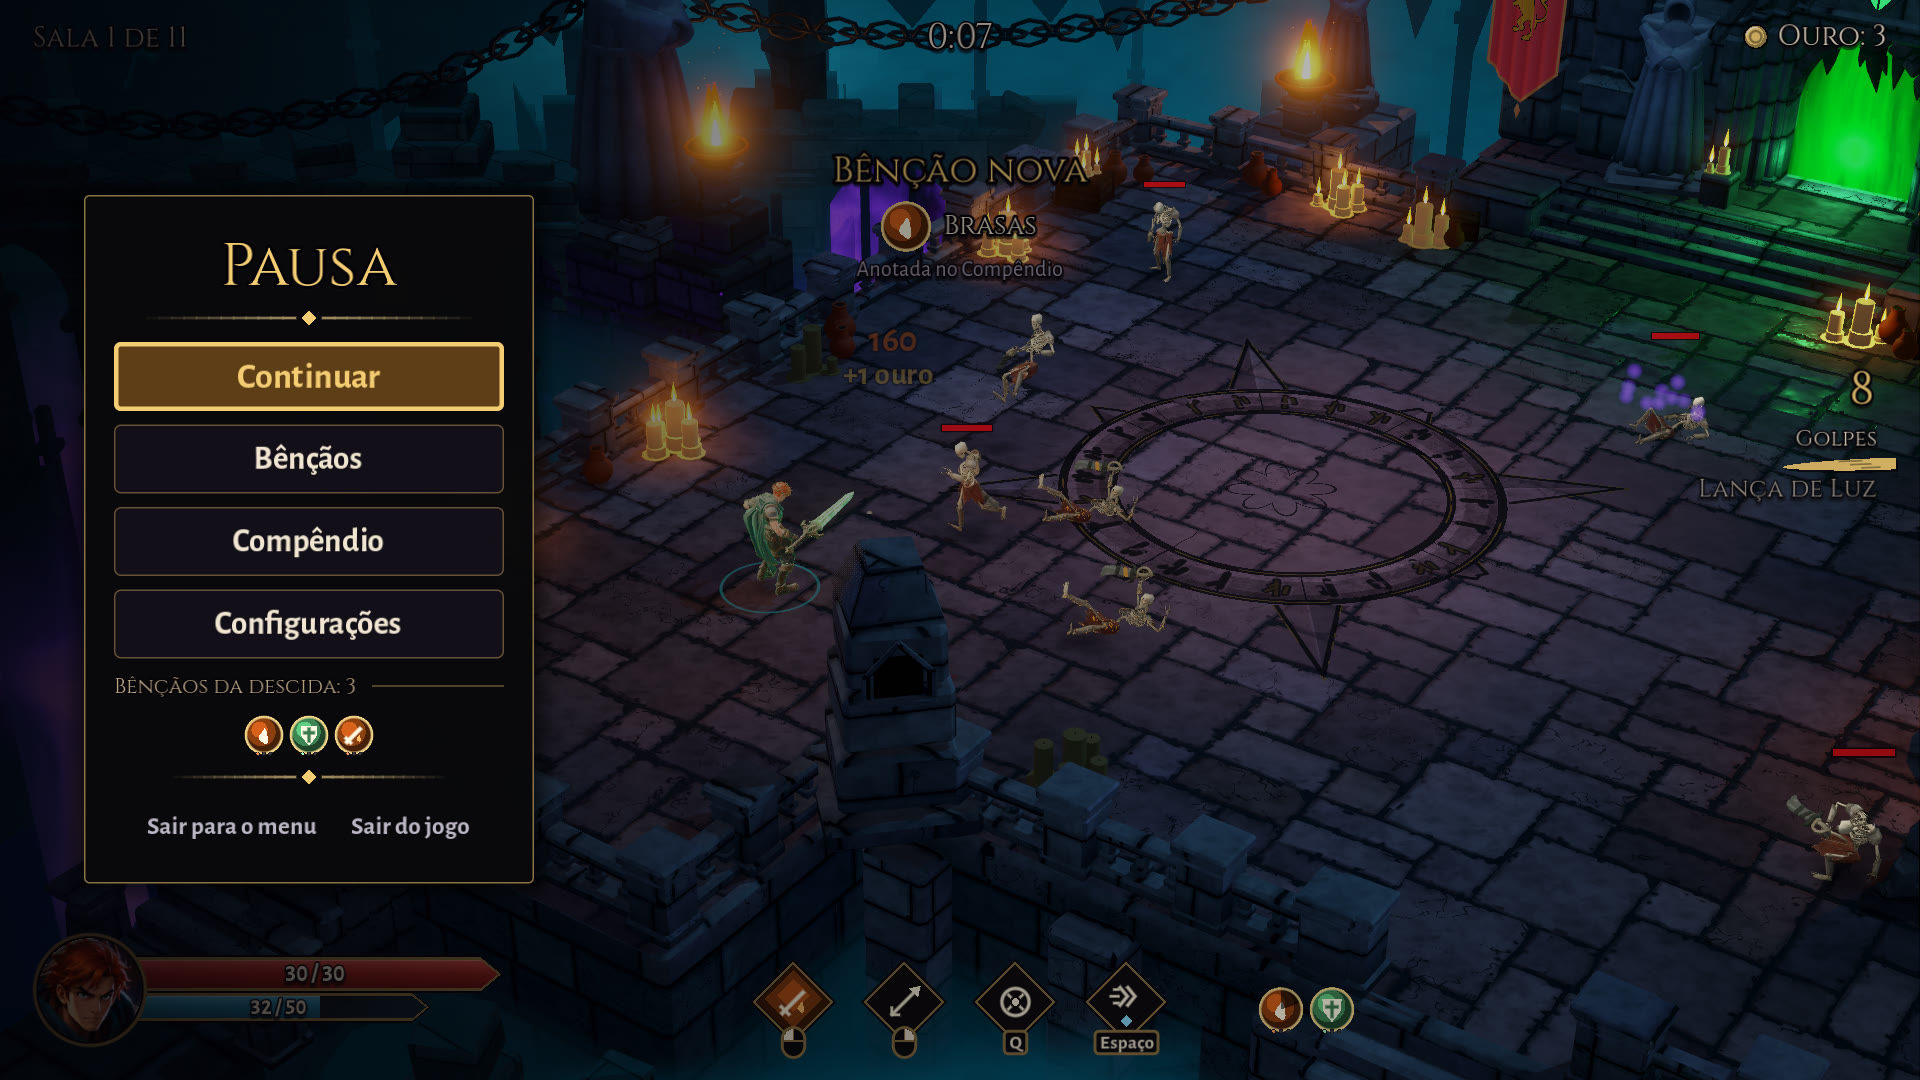 Sala 1 de 11
0:07
Ouro: 3
Bênção nova
Brasas
Anotada no Compêndio
160
+1 ouro
8
Golpes
Lança de Luz
Pausa
Continuar
Bênçãos
Compêndio
Configurações
Bênçãos da descida: 3
Sair para o menu
Sair do jogo
30/30
32/50
Q
Espaço